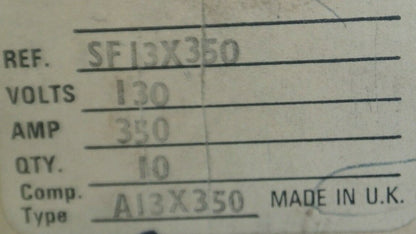 REF. SF13X350
VOLTS 130
AMP 350
QTY. 10
Comp. Type A13X350 MADE IN U.K.